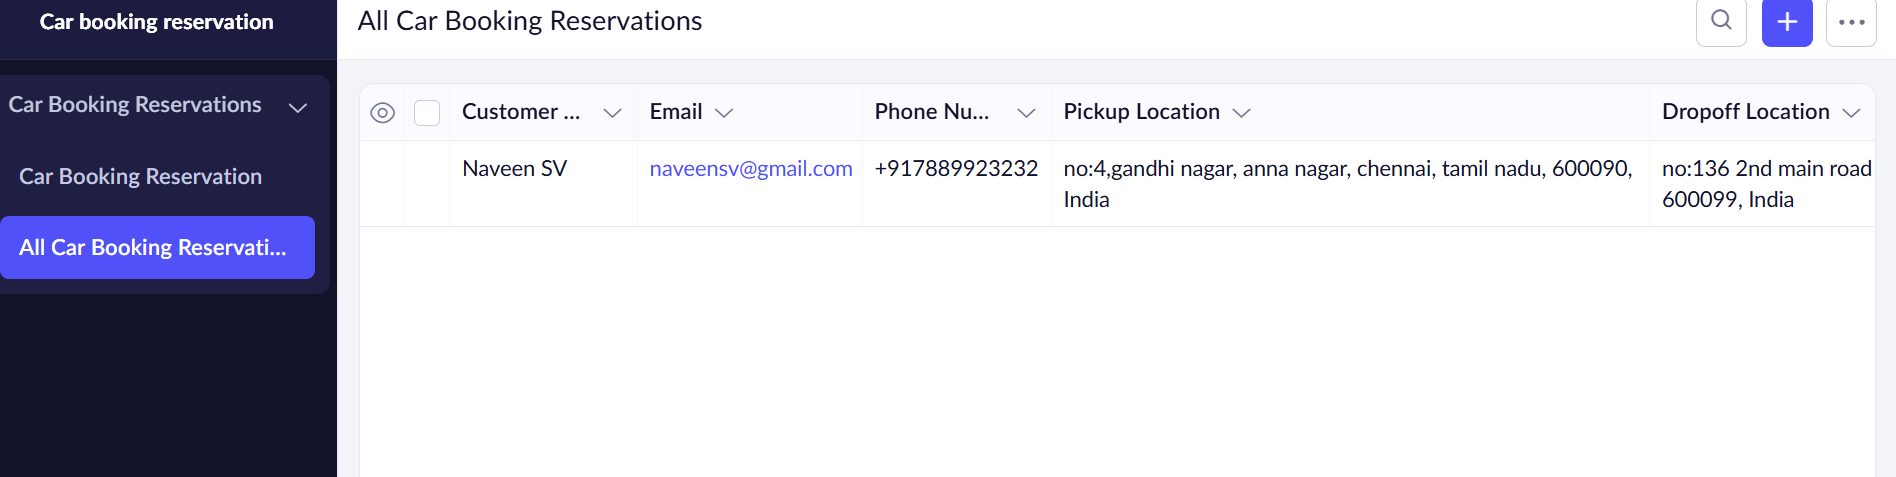 Car booking reservation
Car Booking Reservations
Car Booking Reservation
All Car Booking Reservati...
All Car Booking Reservations
Customer ...
Email
Phone Nu...
Pickup Location
Dropoff Location
Naveen SV
naveensv@gmail.com
+917889923232
no:4,gandhi nagar, anna nagar, chennai, tamil nadu, 600090,
India
no:136 2nd main road
600099, India